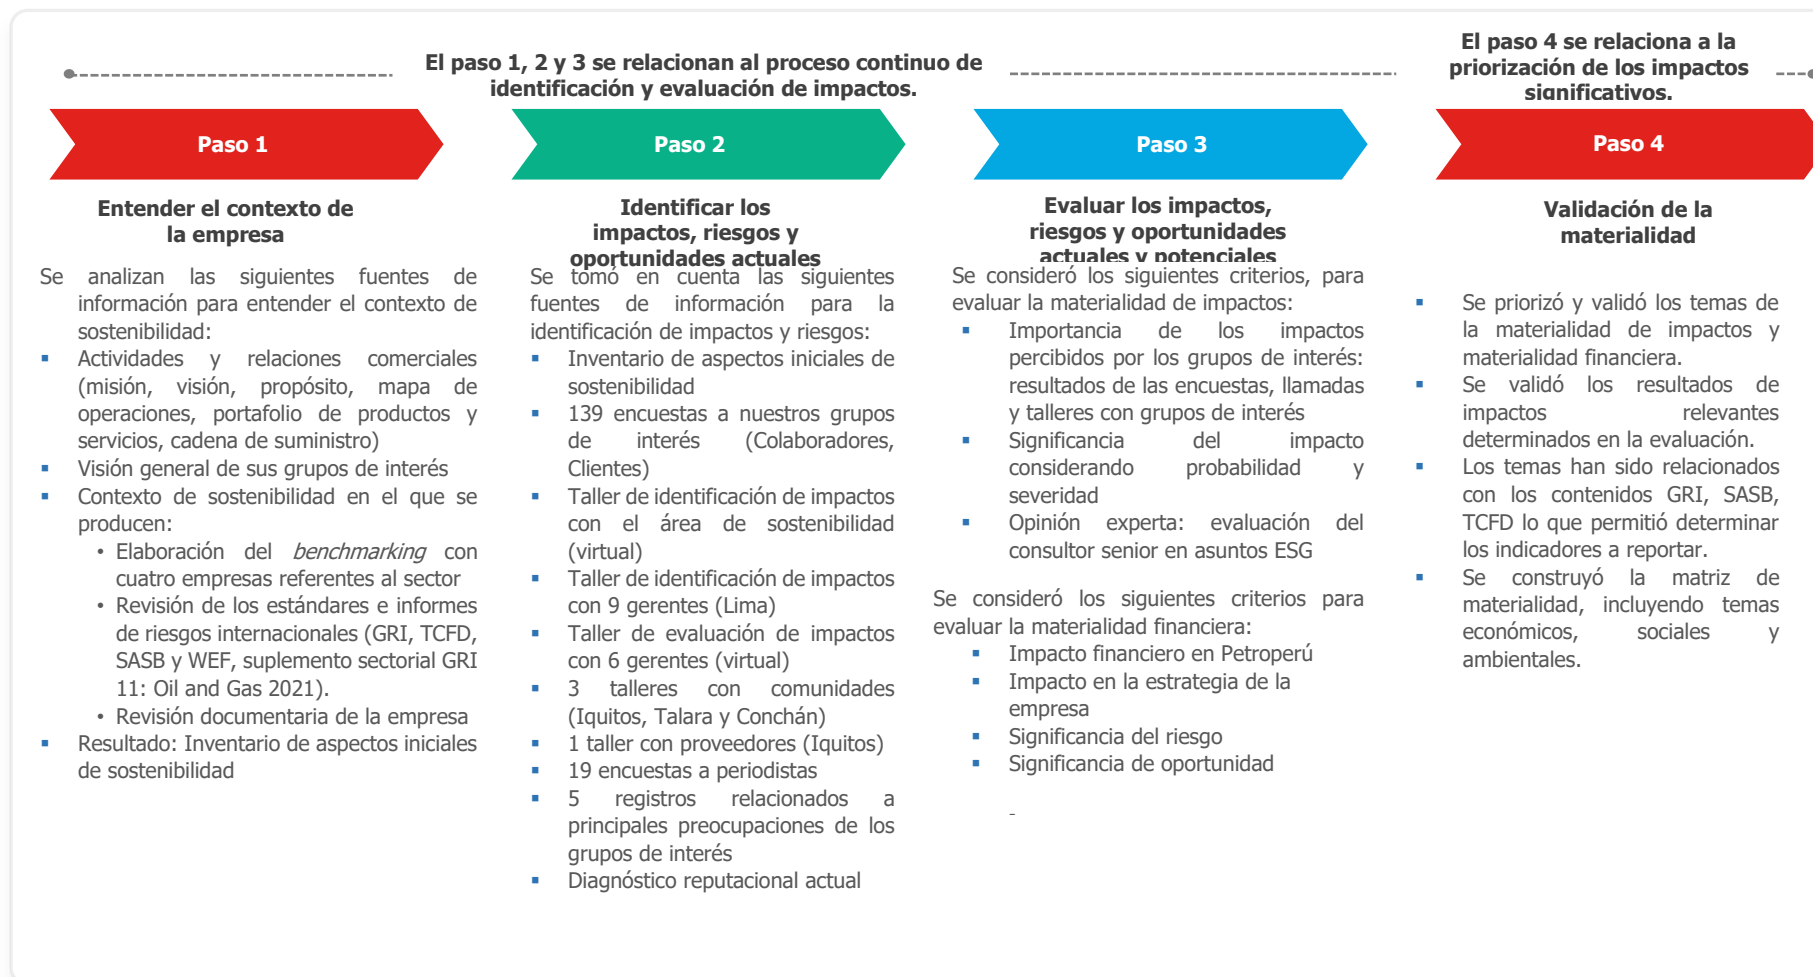 El paso 1, 2 y 3 se relacionan al proceso continuo de
identificación y evaluación de impactos.
El paso 4 se relaciona a la
priorización de los impactos
significativos.
Paso 1
Entender el contexto de
la empresa
Se analizan las siguientes fuentes de
información para entender el contexto de
sostenibilidad:
▪ Actividades y relaciones comerciales
(misión, visión, propósito, mapa de
operaciones, portafolio de productos y
servicios, cadena de suministro)
▪ Visión general de sus grupos de interés
▪ Contexto de sostenibilidad en el que se
producen:
• Elaboración del benchmarking con
cuatro empresas referentes al sector
• Revisión de los estándares e informes
de riesgos internacionales (GRI, TCFD,
SASB y WEF, suplemento sectorial GRI
11: Oil and Gas 2021).
• Revisión documentaria de la empresa
▪ Resultado: Inventario de aspectos iniciales
de sostenibilidad
Paso 2
Identificar los
impactos, riesgos y
oportunidades actuales
Se tomó en cuenta las siguientes
fuentes de información para la
identificación de impactos y riesgos:
▪ Inventario de aspectos iniciales de
sostenibilidad
▪ 139 encuestas a nuestros grupos
de interés (Colaboradores,
Clientes)
▪ Taller de identificación de impactos
con el área de sostenibilidad
(virtual)
▪ Taller de identificación de impactos
con 9 gerentes (Lima)
▪ Taller de evaluación de impactos
con 6 gerentes (virtual)
▪ 3 talleres con comunidades
(Iquitos, Talara y Conchán)
▪ 1 taller con proveedores (Iquitos)
▪ 19 encuestas a periodistas
▪ 5 registros relacionados a
principales preocupaciones de los
grupos de interés
▪ Diagnóstico reputacional actual
Paso 3
Evaluar los impactos,
riesgos y oportunidades
actuales y potenciales
Se consideró los siguientes criterios, para
evaluar la materialidad de impactos:
▪ Importancia de los impactos
percibidos por los grupos de interés:
resultados de las encuestas, llamadas
y talleres con grupos de interés
▪ Significancia del impacto
considerando probabilidad y
severidad
▪ Opinión experta: evaluación del
consultor senior en asuntos ESG
Se consideró los siguientes criterios para
evaluar la materialidad financiera:
▪ Impacto financiero en Petroperú
▪ Impacto en la estrategia de la
empresa
▪ Significancia del riesgo
▪ Significancia de oportunidad
-
Paso 4
Validación de la
materialidad
▪ Se priorizó y validó los temas de
la materialidad de impactos y
materialidad financiera.
▪ Se validó los resultados de
impactos relevantes
determinados en la evaluación.
▪ Los temas han sido relacionados
con los contenidos GRI, SASB,
TCFD lo que permitió determinar
los indicadores a reportar.
▪ Se construyó la matriz de
materialidad, incluyendo temas
económicos, sociales y
ambientales.